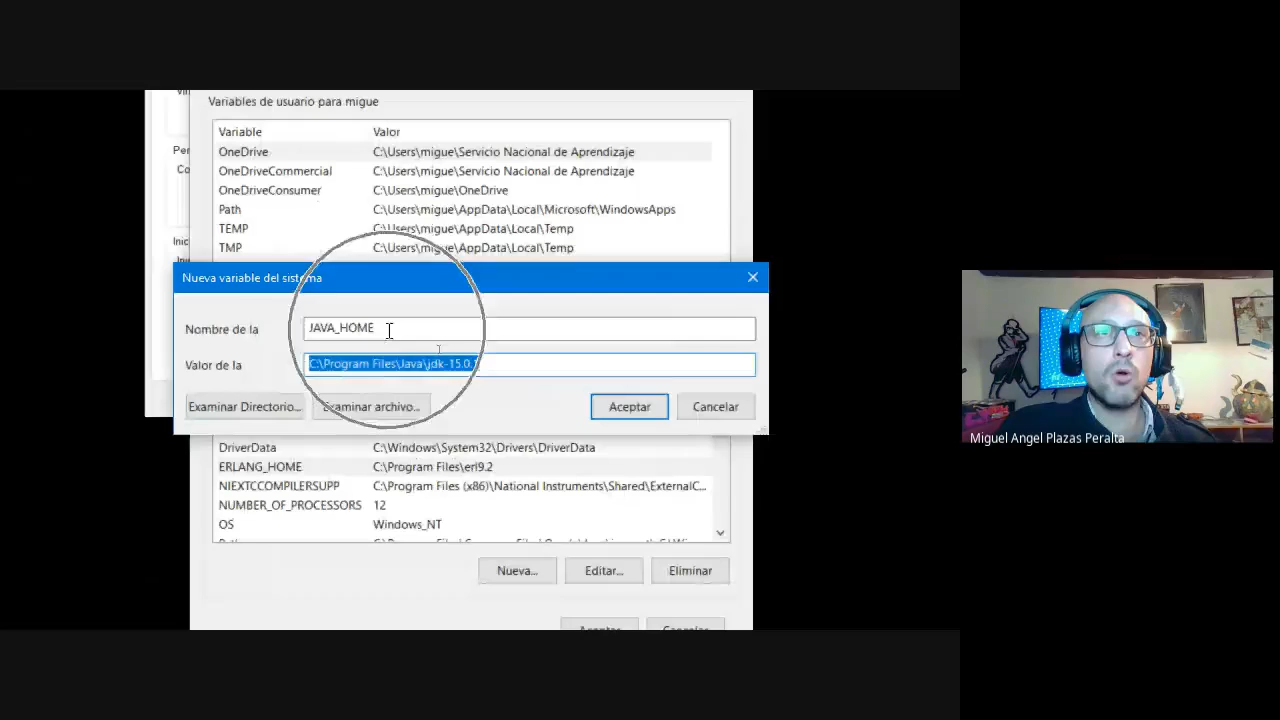 Variables de usuario para migue
Variable Valor
OneDrive C:\Users\migue\Servicio Nacional de Aprendizaje
OneDriveCommercial C:\Users\migue\Servicio Nacional de Aprendizaje
OneDriveConsumer C:\Users\migue\OneDrive
Path C:\Users\migue\AppData\Local\Microsoft\WindowsApps
TEMP C:\Users\migue\AppData\Local\Temp
TMP C:\Users\migue\AppData\Local\Temp
Nueva variable del sistema
Nombre de la JAVA_HOME
Valor de la C:\Program Files\Java\jdk-15.0.1
Examinar Directorio... Examinar archivo... Aceptar Cancelar
DriverData C:\Windows\System32\Drivers\DriverData
ERLANG_HOME C:\Program Files\erl9.2
NIEXTCCOMPILERSUPP C:\Program Files (x86)\National Instruments\Shared\ExternalC...
NUMBER_OF_PROCESSORS 12
OS Windows_NT
Nueva... Editar... Eliminar
Aceptar Cancelar
Miguel Angel Plazas Peralta